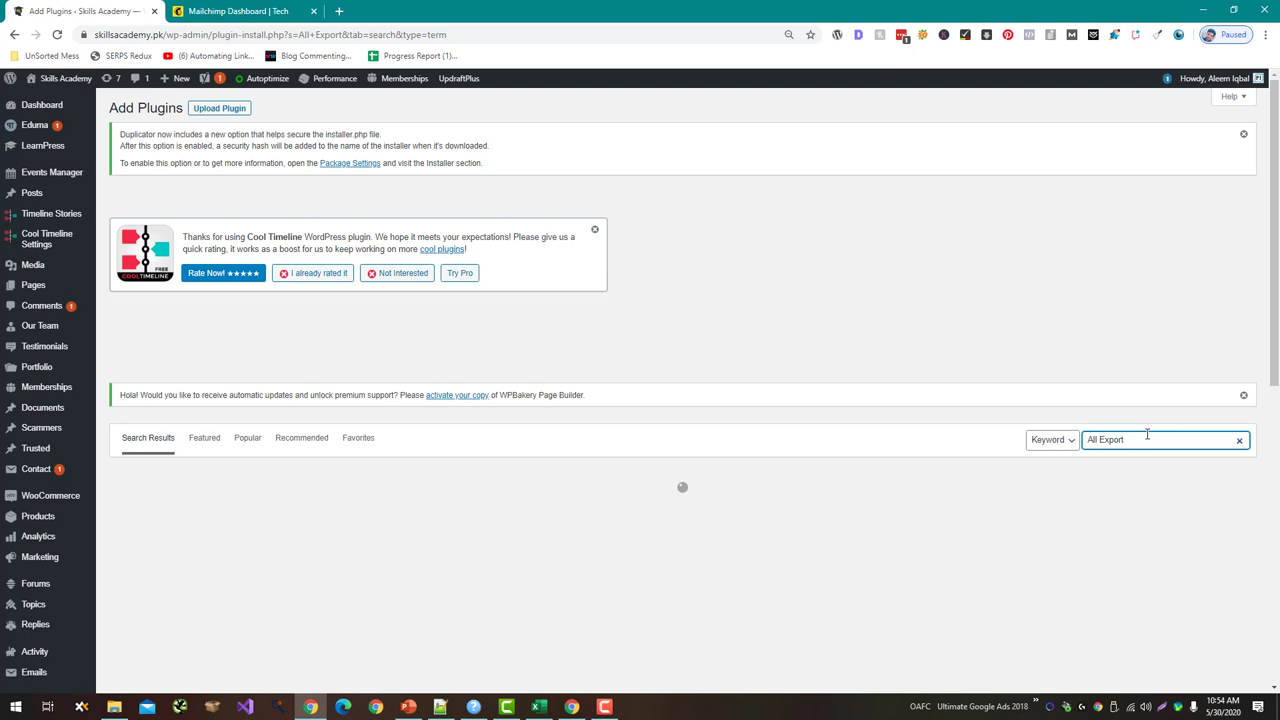 Add Plugins ‹ Skills Academy —
Mailchimp Dashboard | Tech
skillsacademy.pk/wp-admin/plugin-install.php?s=All+Export&tab=search&type=term
Paused
UnSorted Mess
SERPS Redux
(6) Automating Link...
Blog Commenting...
Progress Report (1)...
Skills Academy
7
1
New
1
Autoptimize
Performance
Memberships
UpdraftPlus
1
Howdy, Aleem Iqbal
Help
Dashboard
Eduma 1
LearnPress
Events Manager
Posts
Timeline Stories
Cool Timeline
Settings
Media
Pages
Comments 1
Our Team
Testimonials
Portfolio
Memberships
Documents
Scammers
Trusted
Contact 1
WooCommerce
Products
Analytics
Marketing
Forums
Topics
Replies
Activity
Emails
Add Plugins
Upload Plugin
Duplicator now includes a new option that helps secure the installer.php file.
After this option is enabled, a security hash will be added to the name of the installer when it's downloaded.
To enable this option or to get more information, open the Package Settings and visit the Installer section.
FREE
COOLTIMELINE
Thanks for using Cool Timeline WordPress plugin. We hope it meets your expectations! Please give us a
quick rating, it works as a boost for us to keep working on more cool plugins!
Rate Now! ★★★★★
I already rated it
Not Interested
Try Pro
Hola! Would you like to receive automatic updates and unlock premium support? Please activate your copy of WPBakery Page Builder.
Search Results
Featured
Popular
Recommended
Favorites
Keyword
All Export
OAFC
Ultimate Google Ads 2018
10:54 AM
5/30/2020